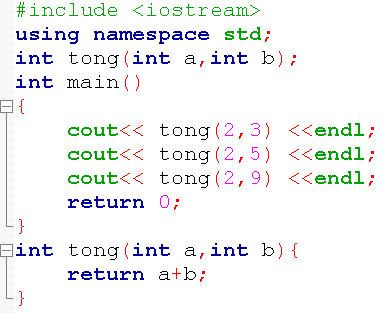 #include <iostream>
using namespace std;
int tong(int a,int b);
int main()
{
cout<< tong(2,3) <<endl;
cout<< tong(2,5) <<endl;
cout<< tong(2,9) <<endl;
return 0;
}
int tong(int a,int b){
return a+b;
}